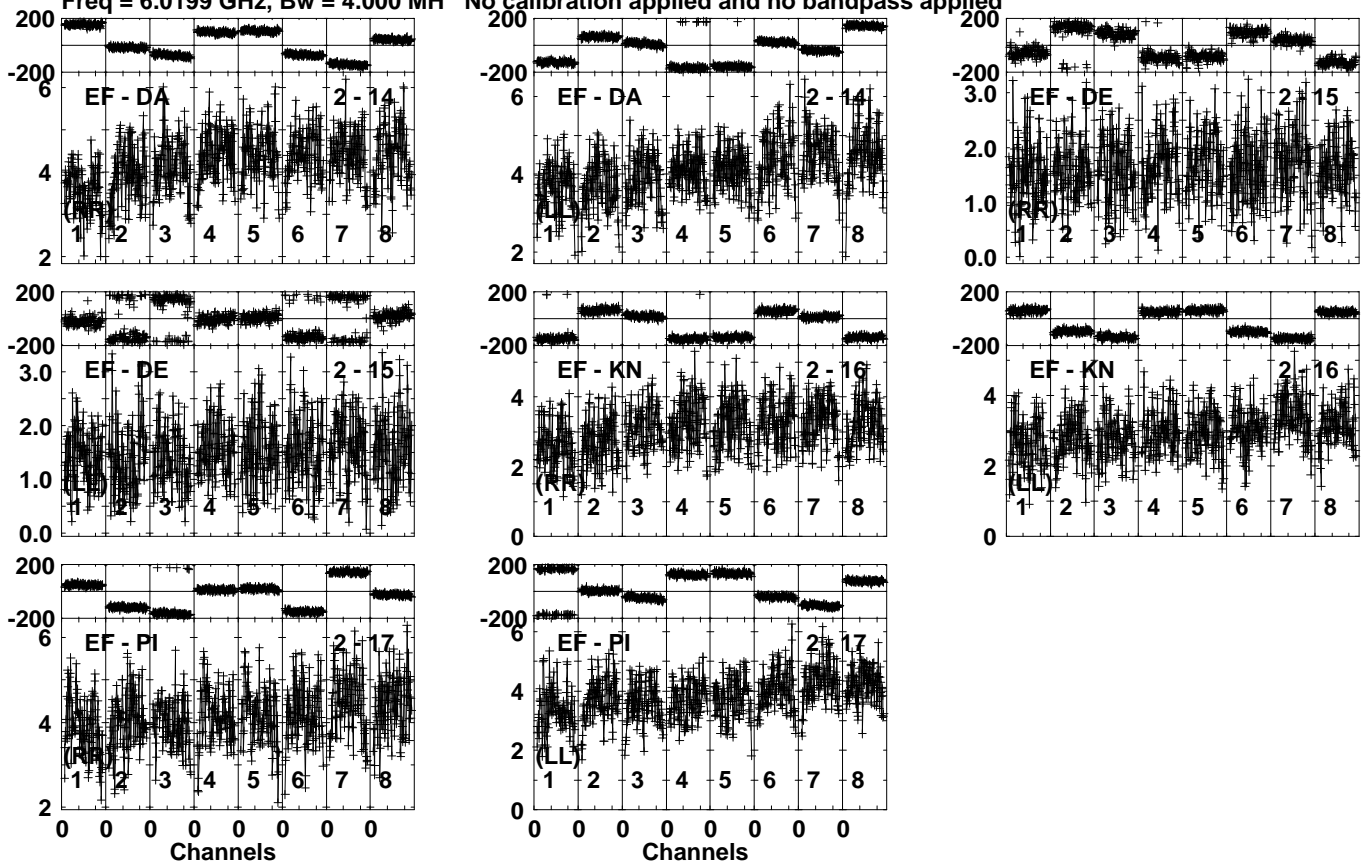 Freq = 6.0199 GHz, Bw = 4.000 MH No calibration applied and no bandpass applied
200
-200
6
4
2
EF - DA
2 - 14
(RR)
1 2 3 4 5 6 7 8
200
-200
6
4
2
EF - DA
2 - 14
(LL)
1 2 3 4 5 6 7 8
200
-200
3.0
2.0
1.0
0.0
EF - DE
2 - 15
(RR)
1 2 3 4 5 6 7 8
200
-200
3.0
2.0
1.0
0.0
EF - DE
2 - 15
(LL)
1 2 3 4 5 6 7 8
200
-200
4
2
0
EF - KN
2 - 16
(RR)
1 2 3 4 5 6 7 8
200
-200
4
2
0
EF - KN
2 - 16
(LL)
1 2 3 4 5 6 7 8
200
-200
6
4
2
EF - PI
2 - 17
(RR)
1 2 3 4 5 6 7 8
0 0 0 0 0 0 0 0
Channels
200
-200
6
4
2
0
EF - PI
2 - 17
(LL)
1 2 3 4 5 6 7 8
0 0 0 0 0 0 0 0
Channels